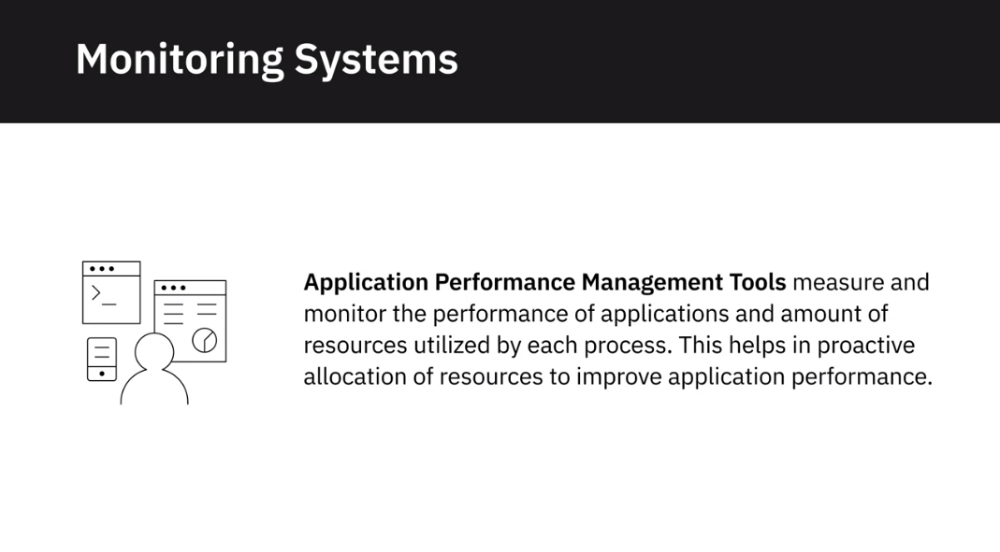 Monitoring Systems
Application Performance Management Tools measure and
monitor the performance of applications and amount of
resources utilized by each process. This helps in proactive
allocation of resources to improve application performance.